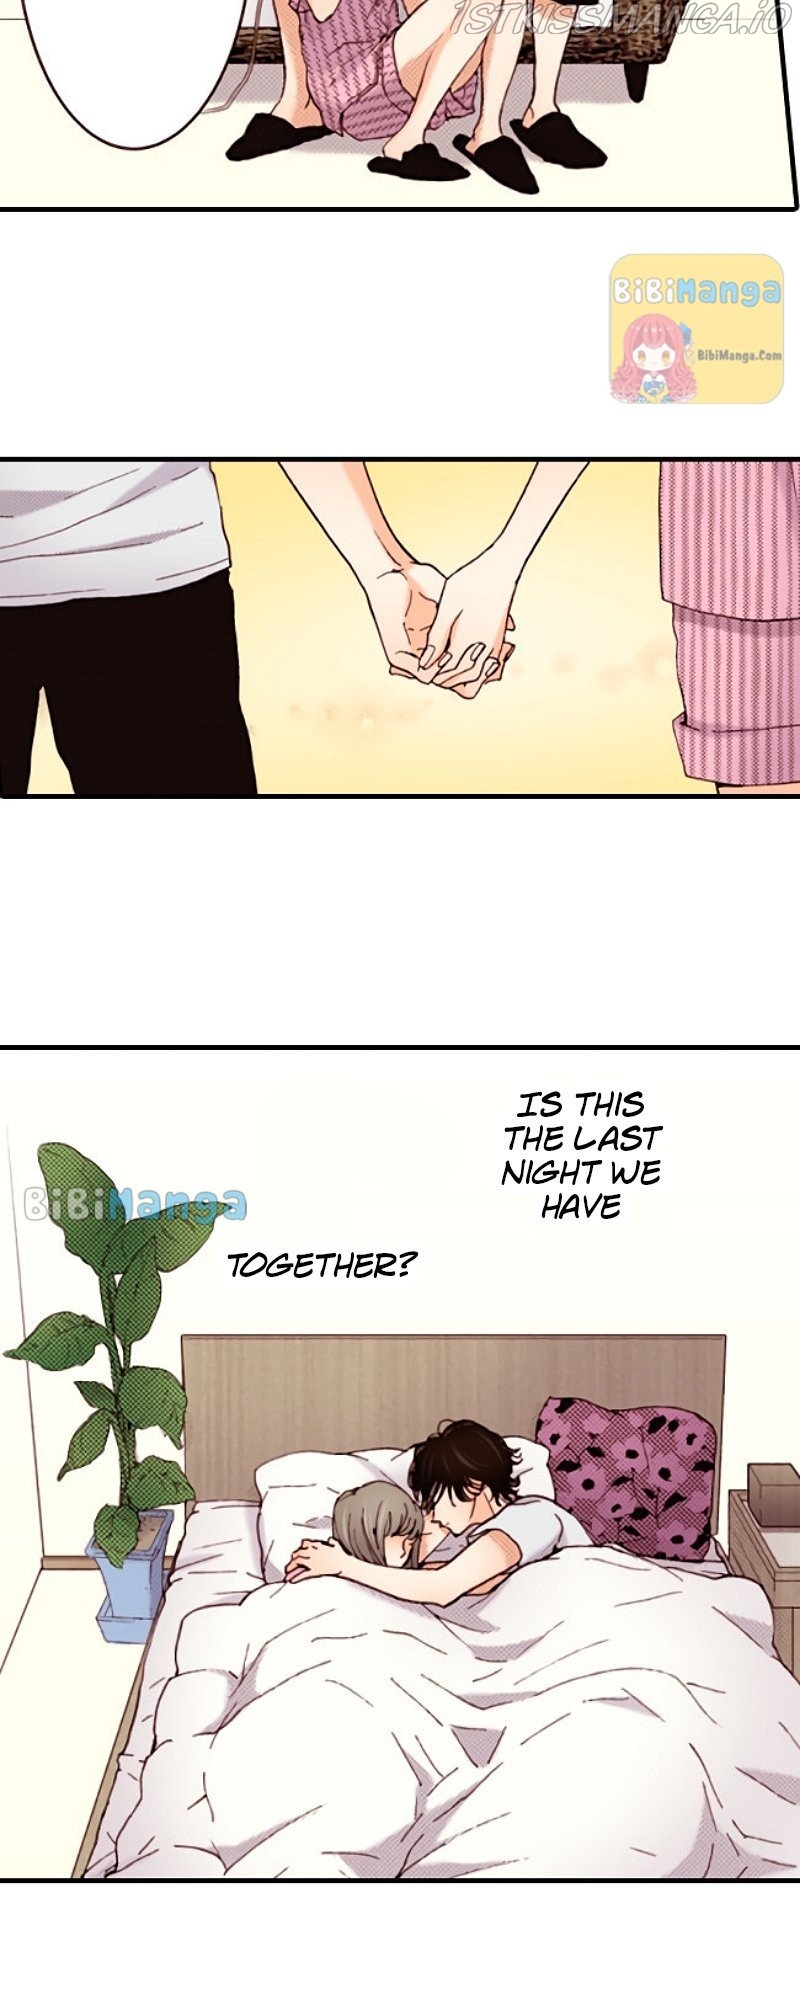 1STKISSMANGA.IO
BiBiManga
BibiManga.Com
IS THIS
THE LAST
NIGHT WE
HAVE
BiBiManga
TOGETHER?